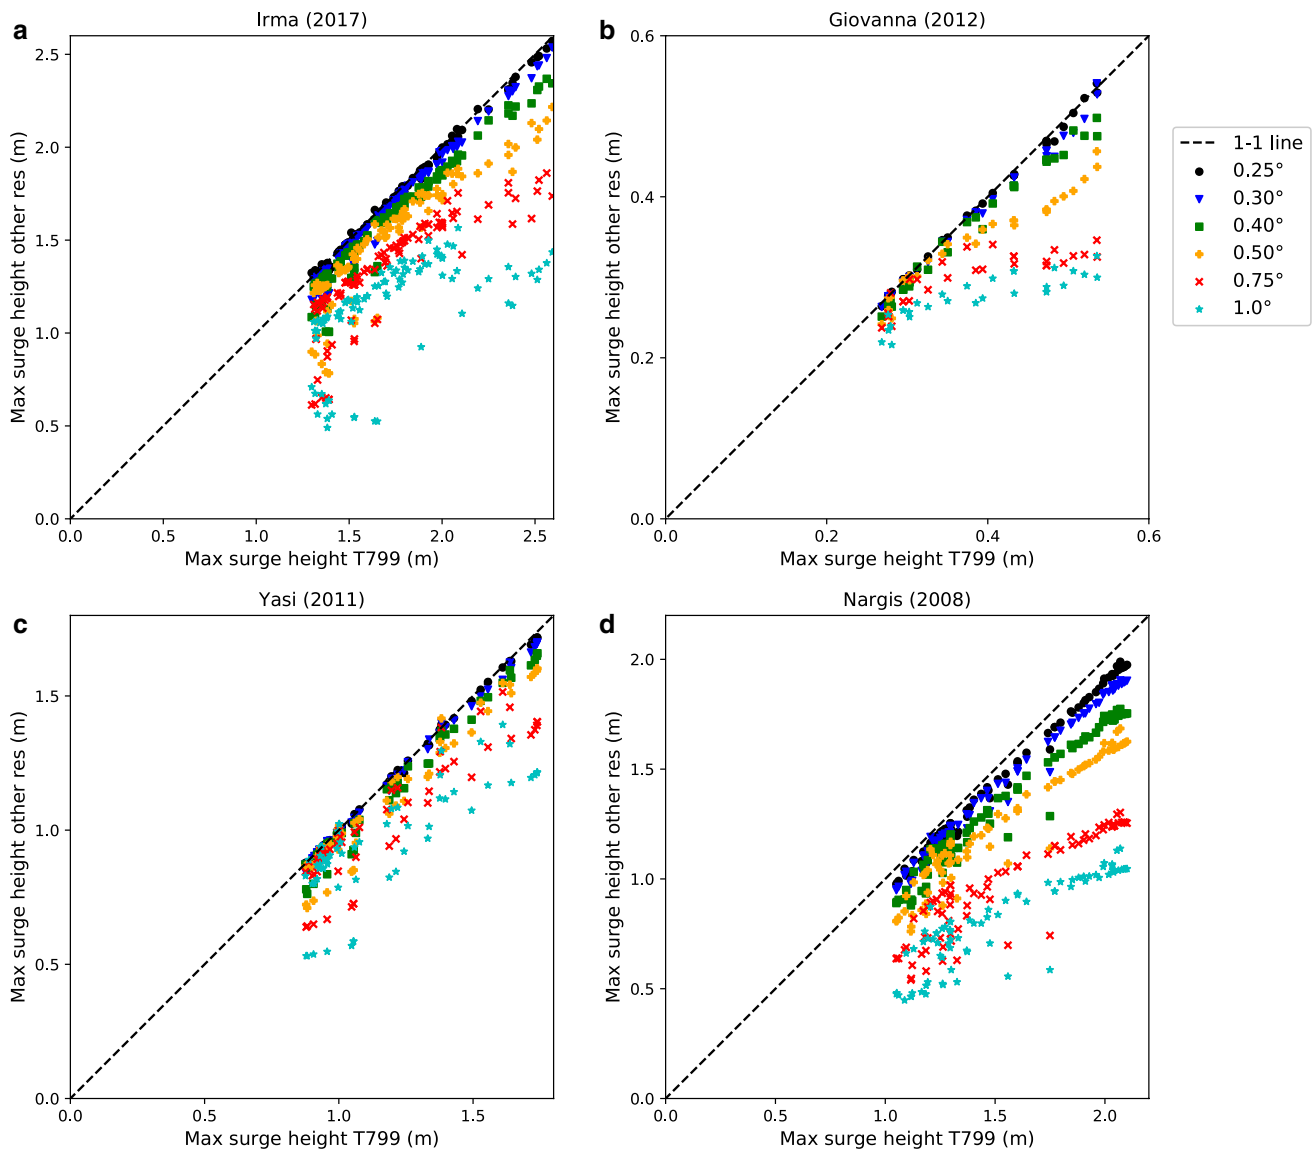 a
Irma (2017)
Max surge height other res (m)
2.5
2.0
1.5
1.0
0.5
0.0
0.0 0.5 1.0 1.5 2.0 2.5
Max surge height T799 (m)
b
Giovanna (2012)
Max surge height other res (m)
0.6
0.4
0.2
0.0
0.0 0.2 0.4 0.6
Max surge height T799 (m)
1-1 line
0.25°
0.30°
0.40°
0.50°
0.75°
1.0°
c
Yasi (2011)
Max surge height other res (m)
1.5
1.0
0.5
0.0
0.0 0.5 1.0 1.5
Max surge height T799 (m)
d
Nargis (2008)
Max surge height other res (m)
2.0
1.5
1.0
0.5
0.0
0.0 0.5 1.0 1.5 2.0
Max surge height T799 (m)